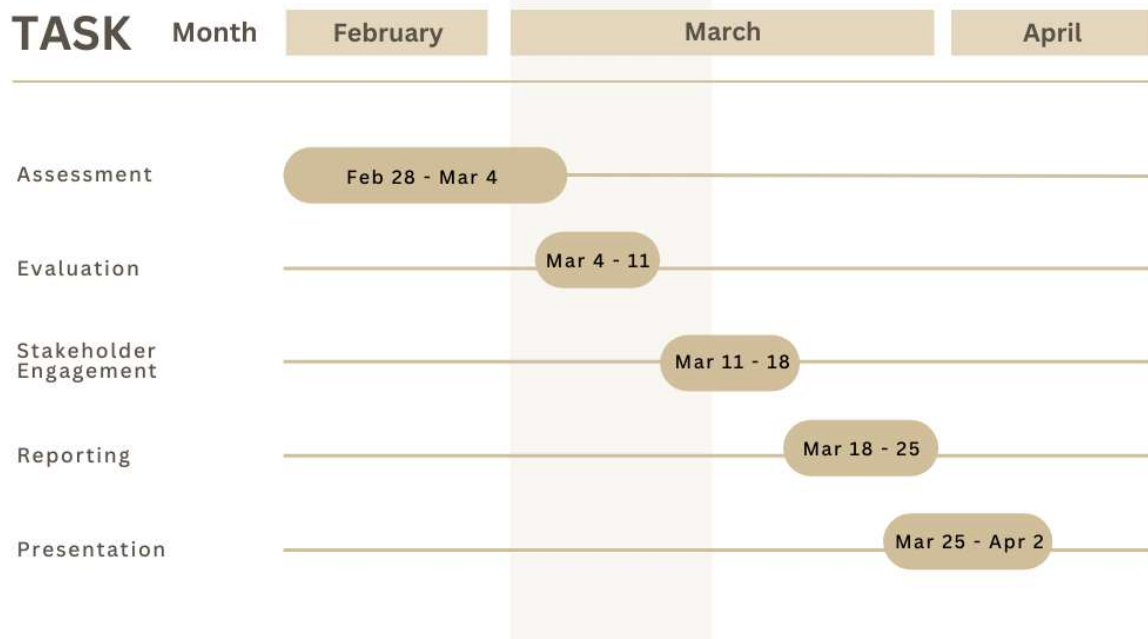 TASK Month February March April
Assessment Feb 28 - Mar 4
Evaluation Mar 4 - 11
Stakeholder
Engagement Mar 11 - 18
Reporting Mar 18 - 25
Presentation Mar 25 - Apr 2